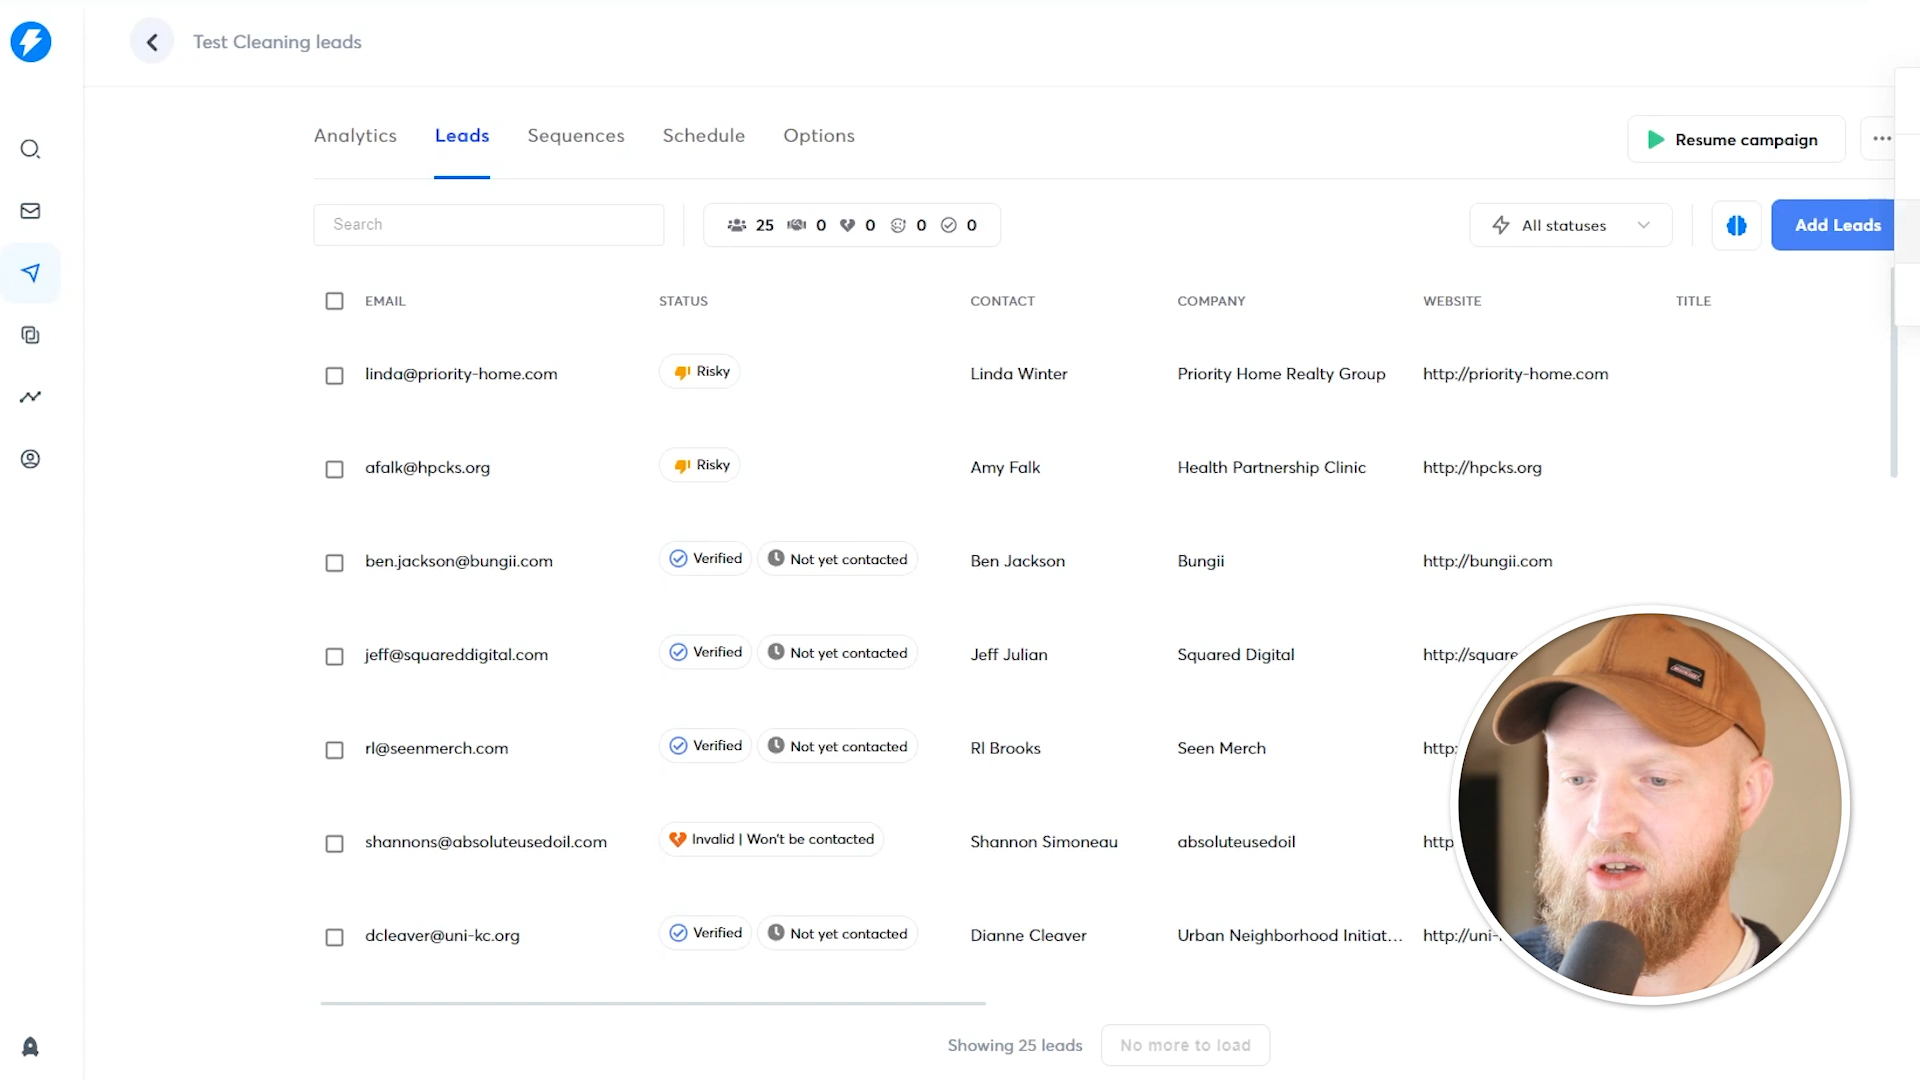 Test Cleaning leads
Analytics Leads Sequences Schedule Options
Resume campaign
Search
25 0 0 0 0
All statuses
Add Leads
EMAIL STATUS CONTACT COMPANY WEBSITE TITLE
linda@priority-home.com Risky Linda Winter Priority Home Realty Group http://priority-home.com
afalk@hpcks.org Risky Amy Falk Health Partnership Clinic http://hpcks.org
ben.jackson@bungii.com Verified Not yet contacted Ben Jackson Bungii http://bungii.com
jeff@squareddigital.com Verified Not yet contacted Jeff Julian Squared Digital http://square
rl@seenmerch.com Verified Not yet contacted Rl Brooks Seen Merch http:
shannons@absoluteusedoil.com Invalid | Won't be contacted Shannon Simoneau absoluteusedoil http
dcleaver@uni-kc.org Verified Not yet contacted Dianne Cleaver Urban Neighborhood Initiat... http://uni-
Showing 25 leads No more to load